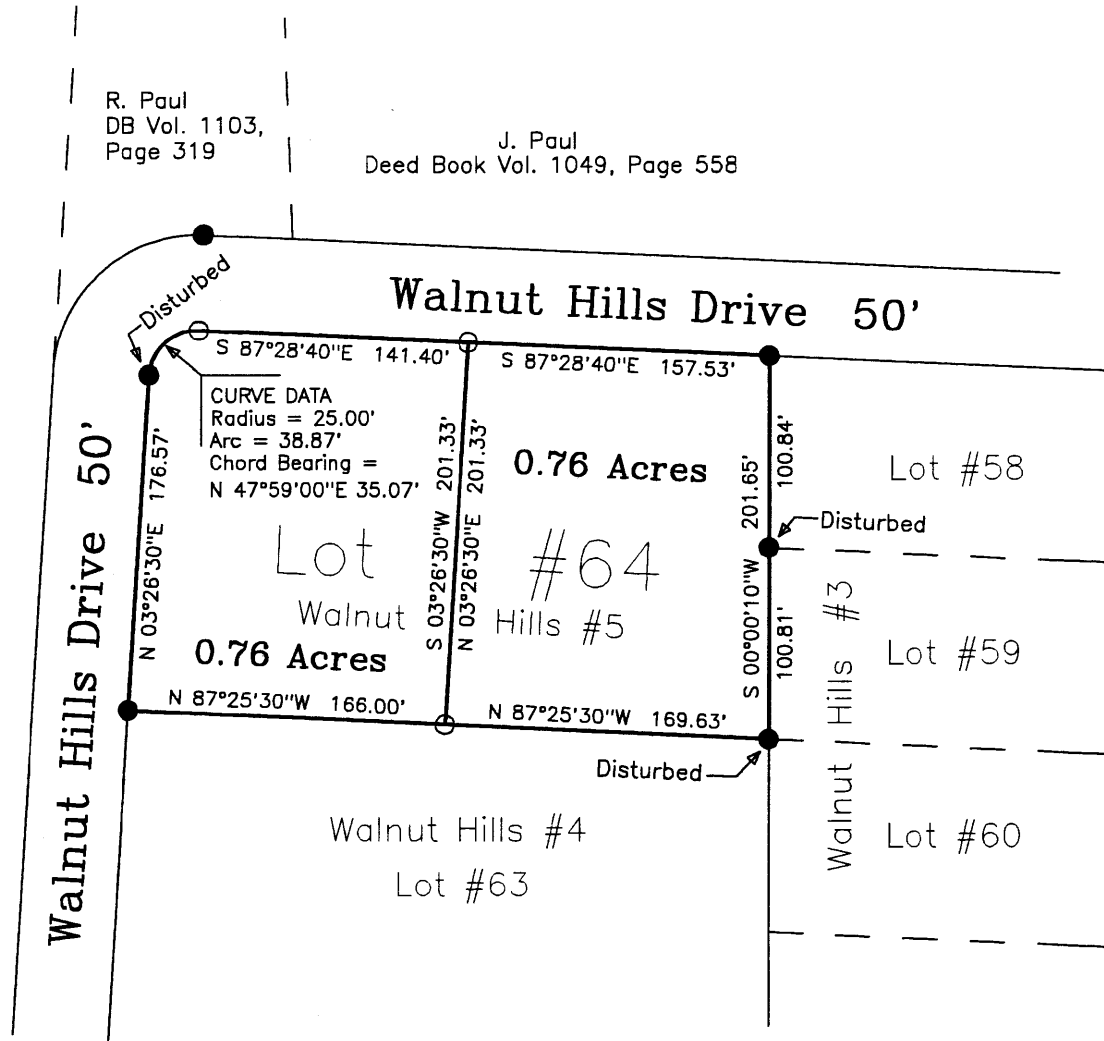 R. Paul
DB Vol. 1103,
Page 319
J. Paul
Deed Book Vol. 1049, Page 558
Disturbed
Walnut Hills Drive 50'
S 87°28'40"E 141.40'
S 87°28'40"E 157.53'
CURVE DATA
Radius = 25.00'
Arc = 38.87'
Chord Bearing =
N 47°59'00"E 35.07'
Walnut Hills Drive 50'
N 03°26'30"E 176.57'
S 03°26'30"W 201.33'
N 03°26'30"E 201.33'
0.76 Acres
S 00°00'10"W 201.65'
100.84'
100.81'
Lot #58
Disturbed
Lot #64
Walnut Hills #5
0.76 Acres
Walnut Hills #3
Lot #59
N 87°25'30"W 166.00'
N 87°25'30"W 169.63'
Disturbed
Walnut Hills #4
Lot #63
Lot #60